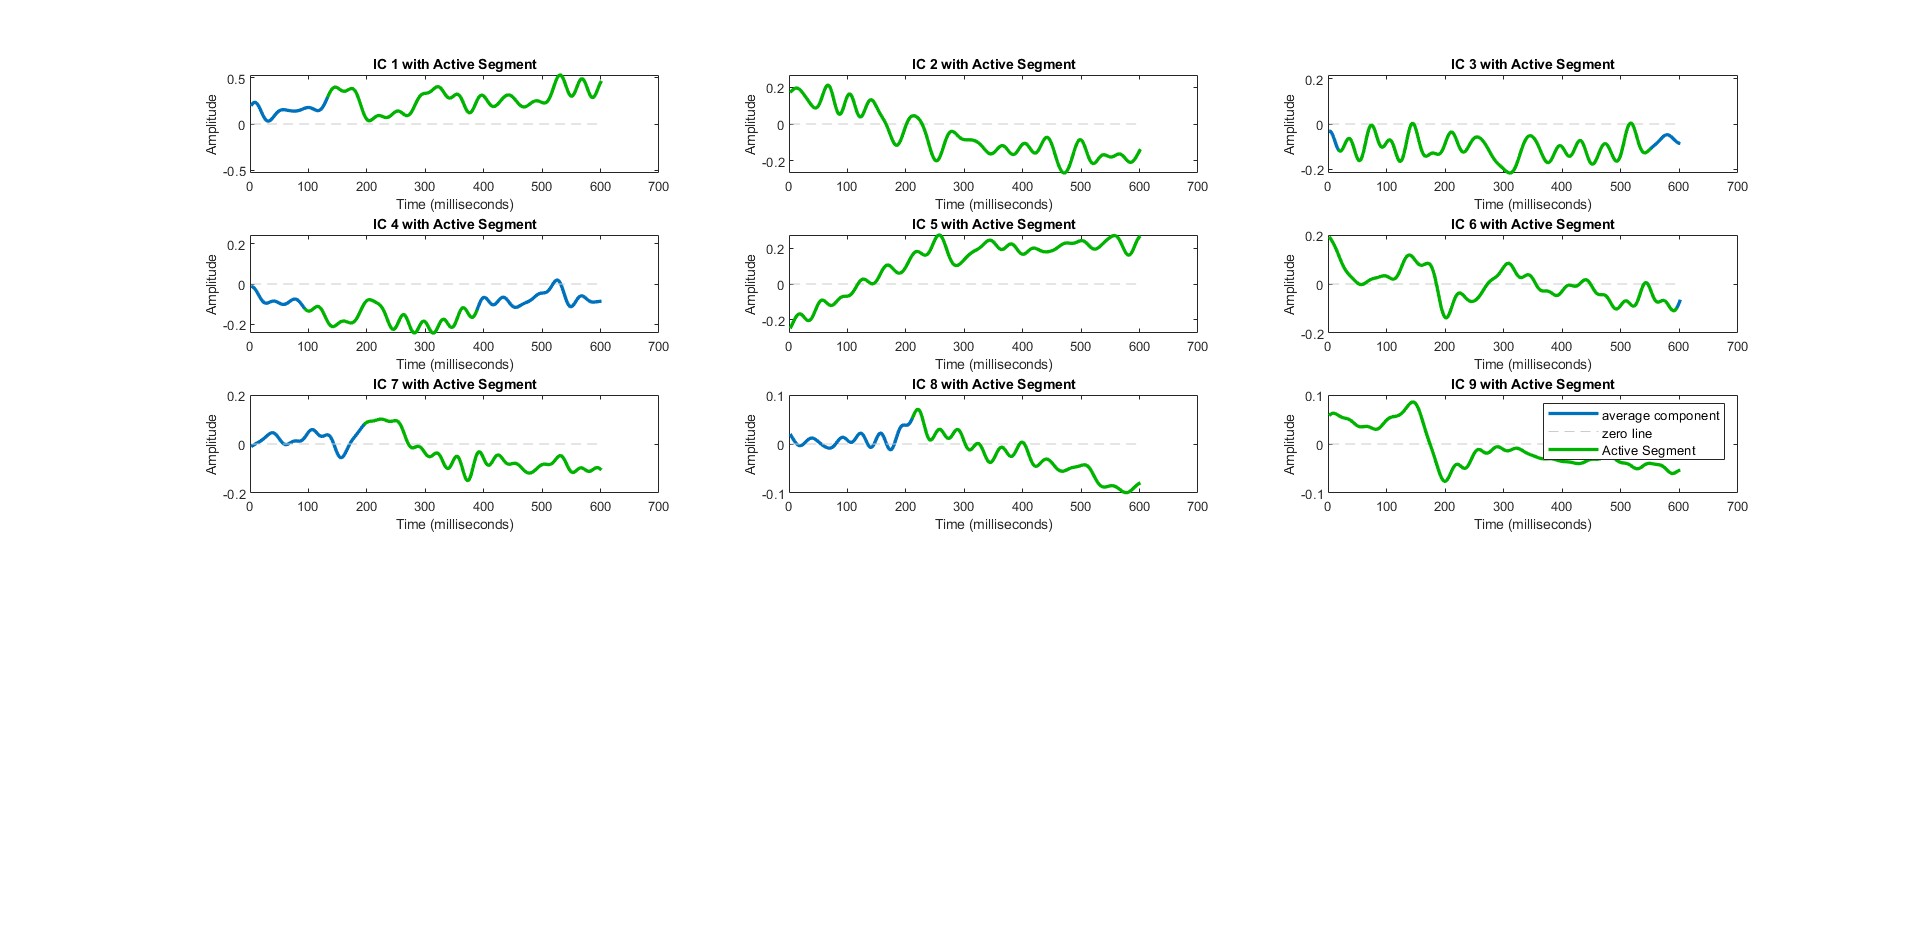 IC 1 with Active Segment
0.5
0
-0.5
Amplitude
0 100 200 300 400 500 600 700
Time (milliseconds)
IC 2 with Active Segment
0.2
0
-0.2
Amplitude
0 100 200 300 400 500 600 700
Time (milliseconds)
IC 3 with Active Segment
0.2
0
-0.2
Amplitude
0 100 200 300 400 500 600 700
Time (milliseconds)
IC 4 with Active Segment
0.2
0
-0.2
Amplitude
0 100 200 300 400 500 600 700
Time (milliseconds)
IC 5 with Active Segment
0.2
0
-0.2
Amplitude
0 100 200 300 400 500 600 700
Time (milliseconds)
IC 6 with Active Segment
0.2
0
-0.2
Amplitude
0 100 200 300 400 500 600 700
Time (milliseconds)
IC 7 with Active Segment
0.2
0
-0.2
Amplitude
0 100 200 300 400 500 600 700
Time (milliseconds)
IC 8 with Active Segment
0.1
0
-0.1
Amplitude
0 100 200 300 400 500 600 700
Time (milliseconds)
IC 9 with Active Segment
0.1
0
-0.1
Amplitude
average component
zero line
Active Segment
0 100 200 300 400 500 600 700
Time (milliseconds)